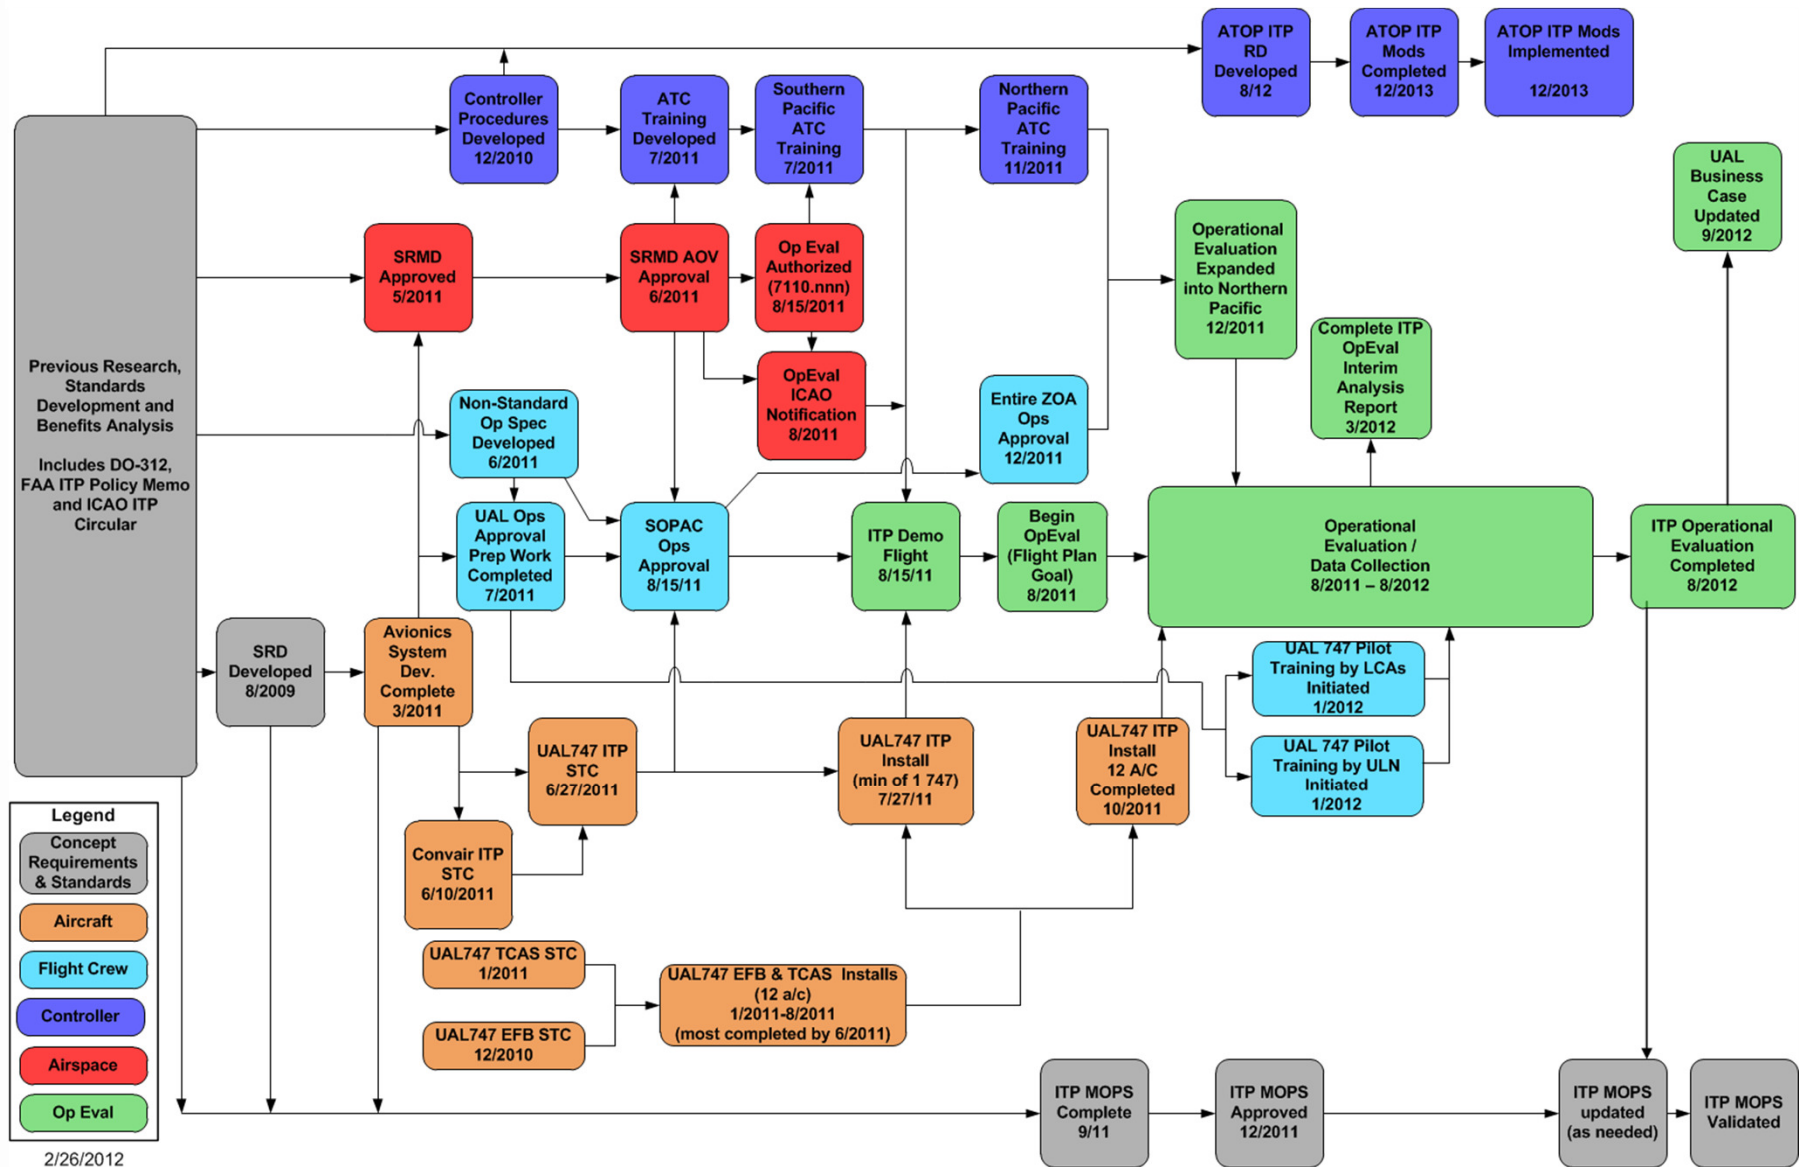 ATOP ITP
RD
Developed
8/12
ATOP ITP
Mods
Completed
12/2013
ATOP ITP Mods
Implemented
12/2013
Controller
Procedures
Developed
12/2010
ATC
Training
Developed
7/2011
Southern
Pacific
ATC
Training
7/2011
Northern
Pacific
ATC
Training
11/2011
UAL
Business
Case
Updated
9/2012
SRMD
Approved
5/2011
SRMD AOV
Approval
6/2011
Op Eval
Authorized
(7110.nnn)
8/15/2011
Operational
Evaluation
Expanded
into Northern
Pacific
12/2011
Complete ITP
OpEval
Interim
Analysis
Report
3/2012
Previous Research,
Standards
Development and
Benefits Analysis
Includes DO-312,
FAA ITP Policy Memo
and ICAO ITP
Circular
Non-Standard
Op Spec
Developed
6/2011
OpEval
ICAO
Notification
8/2011
Entire ZOA
Ops
Approval
12/2011
UAL Ops
Approval
Prep Work
Completed
7/2011
SOPAC
Ops
Approval
8/15/11
ITP Demo
Flight
8/15/11
Begin
OpEval
(Flight Plan
Goal)
8/2011
Operational
Evaluation /
Data Collection
8/2011 – 8/2012
ITP Operational
Evaluation
Completed
8/2012
SRD
Developed
8/2009
Avionics
System
Dev.
Complete
3/2011
UAL 747 Pilot
Training by LCAs
Initiated
1/2012
UAL747 ITP
STC
6/27/2011
UAL747 ITP
Install
(min of 1 747)
7/27/11
UAL747 ITP
Install
12 A/C
Completed
10/2011
UAL 747 Pilot
Training by ULN
Initiated
1/2012
Convair ITP
STC
6/10/2011
UAL747 TCAS STC
1/2011
UAL747 EFB STC
12/2010
UAL747 EFB & TCAS Installs
(12 a/c)
1/2011-8/2011
(most completed by 6/2011)
ITP MOPS
Complete
9/11
ITP MOPS
Approved
12/2011
ITP MOPS
updated
(as needed)
ITP MOPS
Validated
Legend
Concept
Requirements
& Standards
Aircraft
Flight Crew
Controller
Airspace
Op Eval
2/26/2012